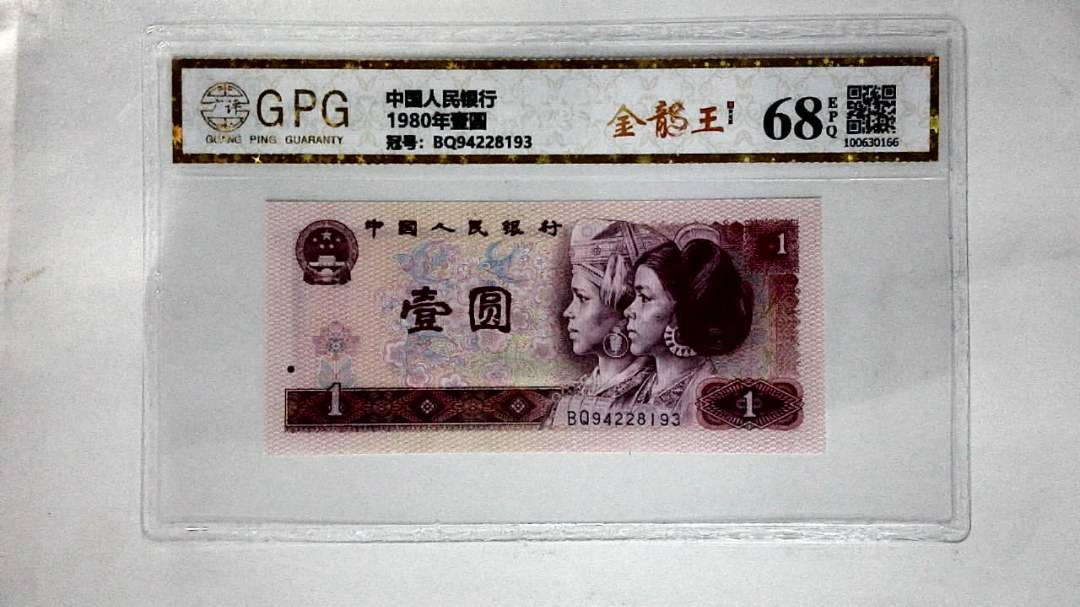 广评
GPG
GUANG PING GUARANTY
中国人民银行
1980年壹圆
冠号：BQ94228193
金龍王
68
EPQ
100630166
中国人民银行
1
壹圆
1
BQ94228193
1